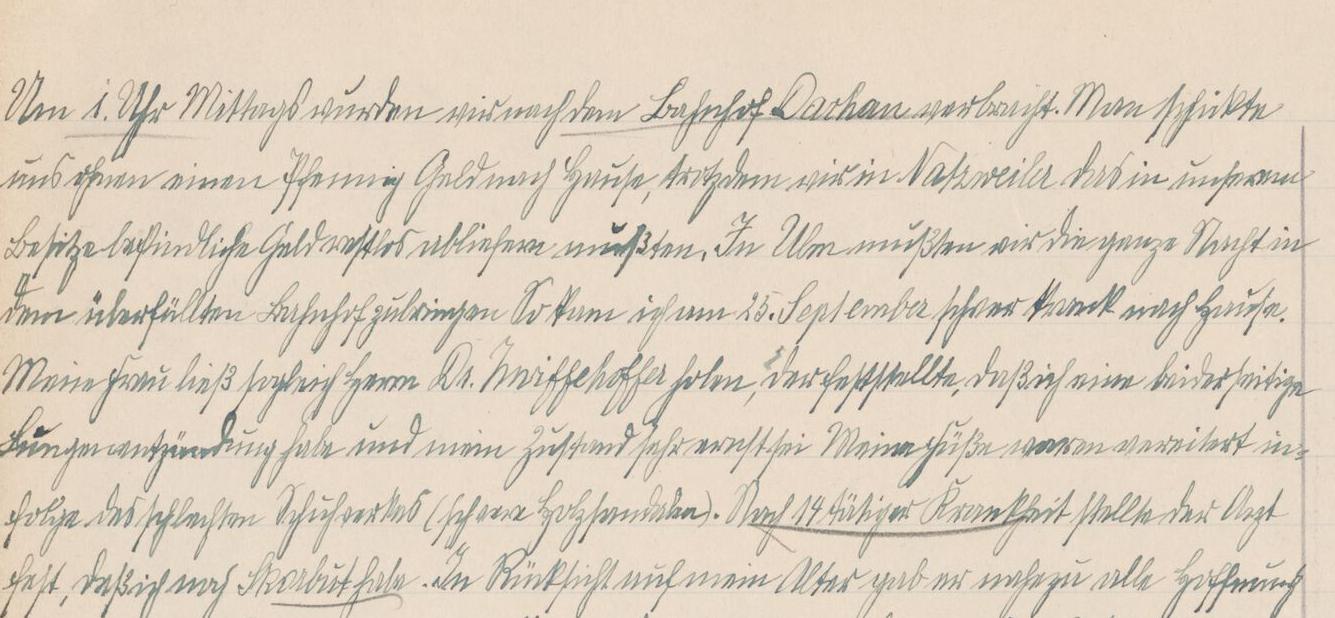 Um 1. Uhr Mittags wurden wir nach dem Bahnhof Dachau verbracht. Man schickte
uns ohnen einen Pfennig Geld nach Hause, trotzdem wir in Natzweiler das in unserem
Besitze befindliche Geld restlos abliefern mußten. In Ulm mußten wir die ganze Nacht in
dem überfüllten Bahnhof zubringen So kam ich am 25. September schwer krank nach Hause.
Meine Frau ließ sogleich Herrn Dr. holen, der feststellte, daß ich eine beiderseitige
Lungenentzündung habe und mein Zustand sehr ernst sei Meine Füße waren vereitert in=
folge des schlechten Schuhwerkes (schwere Holzsandalen). Nach 14 tätiger Krankheit stellte der Arzt
fest, daß ich noch Skorbut habe. In Rücksicht auf mein Alter gab er nahezu alle Hoffnung